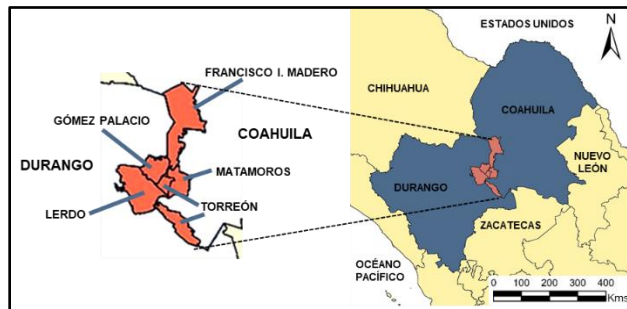 FRANCISCO I. MADERO
GÓMEZ PALACIO
COAHUILA
DURANGO
MATAMOROS
TORREÓN
LERDO
ESTADOS UNIDOS
N
CHIHUAHUA
COAHUILA
NUEVO
LEÓN
DURANGO
ZACATECAS
OCÉANO
PACÍFICO
0 100 200 300 400
Kms